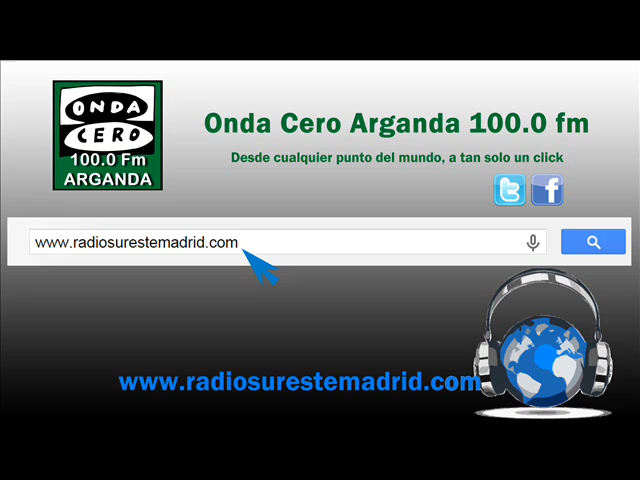 ONDA
CERO
100.0 Fm
ARGANDA
Onda Cero Arganda 100.0 fm
Desde cualquier punto del mundo, a tan solo un click
www.radiosurestemadrid.com
www.radiosurestemadrid.com